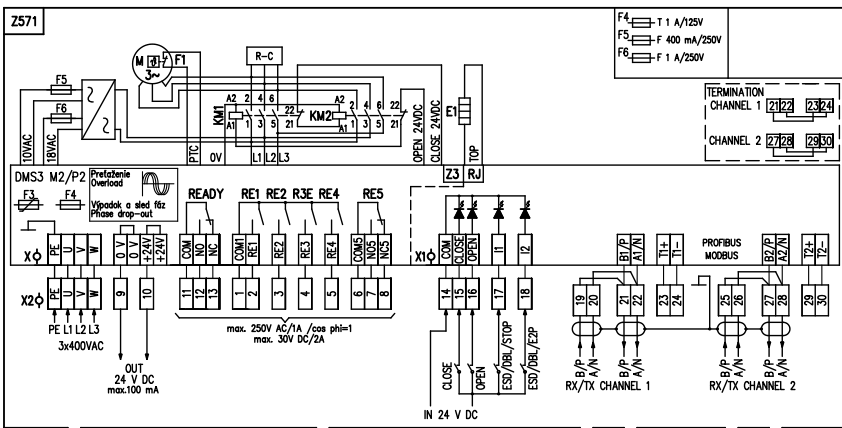 Z571
F4 T 1 A/125V
F5 F 400 mA/250V
F6 F 1 A/250V
M
3~
F1
R-C
F5
F6
A2 2 4 6 22
KM1
A1 1 3 5 21
A2 2 4 6 22
KM2
A1 1 3 5 21
E1
TERMINATION
CHANNEL 1 21 22 23 24
CHANNEL 2 27 28 29 30
10VAC
18VAC
PTC
0V
L1 L2 L3
OPEN 24VDC
CLOSE 24VDC
TOP
DMS3 M2/P2
F3
F4
Preťaženie
Overload
Výpadok a sled fáz
Phase drop-out
Z3 RJ
READY RE1 RE2 R3E RE4 RE5
X
PE U V W
0 V 0 V +24V +24V
COM NO NC
COM1 RE1 RE2 RE3 RE4
COM5 NO5 NC5
X1
COM CLOSE OPEN I1 I2
B1/P A1/N
T1+ T1-
PROFIBUS
MODBUS
B2/P A2/N
T2+ T2-
X2
PE U V W
9 10 11 12 13 1 2 3 4 5 6 7 8
14 15 16 17 18
19 20 21 22 23 24
25 26 27 28 29 30
PE L1 L2 L3
3x400VAC
OUT
24 V DC
max.100 mA
max. 250V AC/1A /cos phi=1
max. 30V DC/2A
CLOSE
OPEN
ESD/DBL/STOP
ESD/DBL/E2P
IN 24 V DC
B/P A/N B/P A/N
RX/TX CHANNEL 1
B/P A/N B/P A/N
RX/TX CHANNEL 2